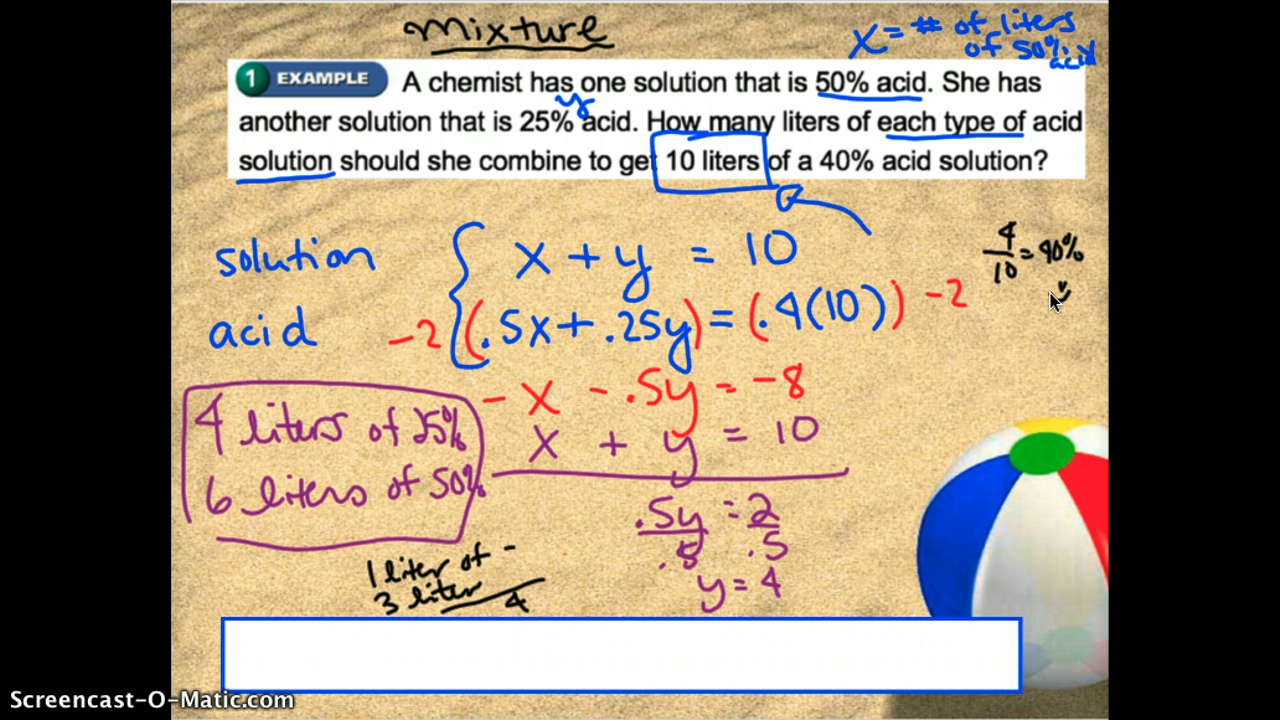 mixture
x = # of liters
of 50% acid
1 EXAMPLE A chemist has one solution that is 50% acid. She has
y
another solution that is 25% acid. How many liters of each type of acid
solution should she combine to get 10 liters of a 40% acid solution?
solution x + y = 10
4/10 = 40%
acid -2(.5x + .25y) = (.4(10)) -2
-x - .5y = -8
x + y = 10
4 liters of 25%
6 liters of 50%
.5y = 2
.5 .5
y = 4
1 liter of -
3 liter
4
Screencast-O-Matic.com